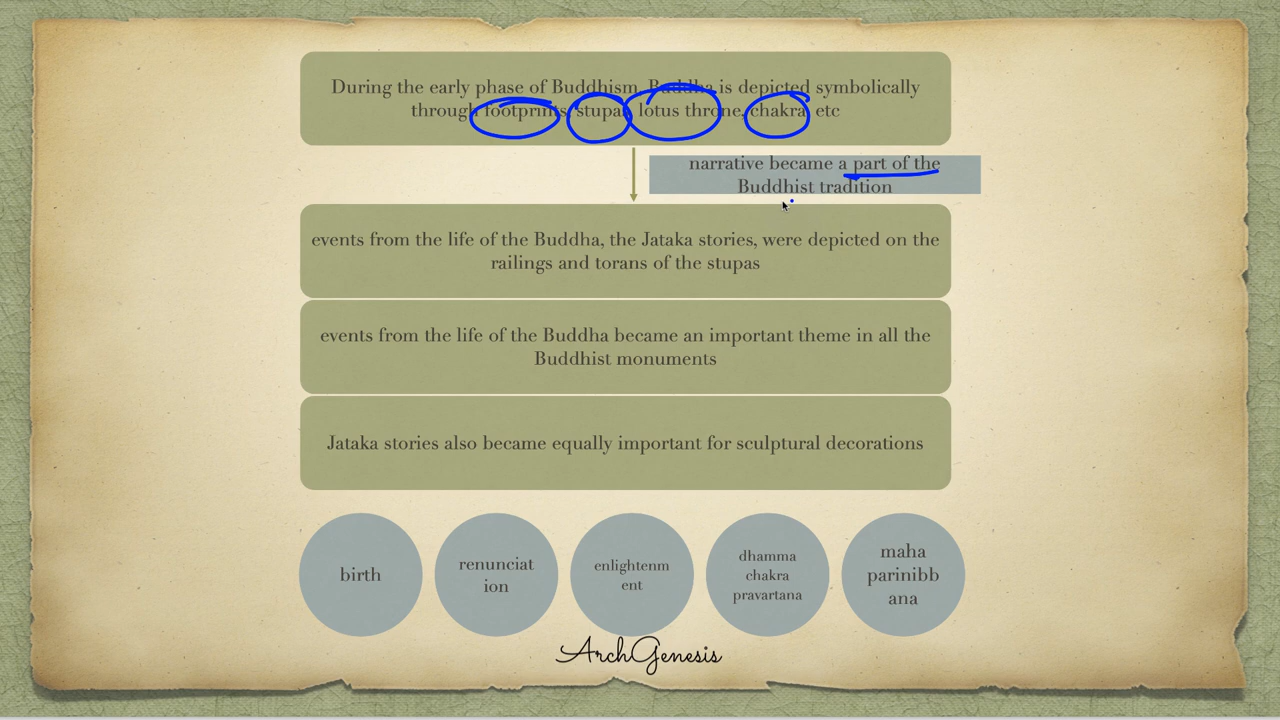 During the early phase of Buddhism, Buddha is depicted symbolically
through footprints, stupas, lotus throne, chakra, etc
narrative became a part of the
Buddhist tradition
events from the life of the Buddha, the Jataka stories, were depicted on the
railings and torans of the stupas
events from the life of the Buddha became an important theme in all the
Buddhist monuments
Jataka stories also became equally important for sculptural decorations
birth
renunciat
ion
enlightenm
ent
dhamma
chakra
pravartana
maha
parinibb
ana
ArchGenesis